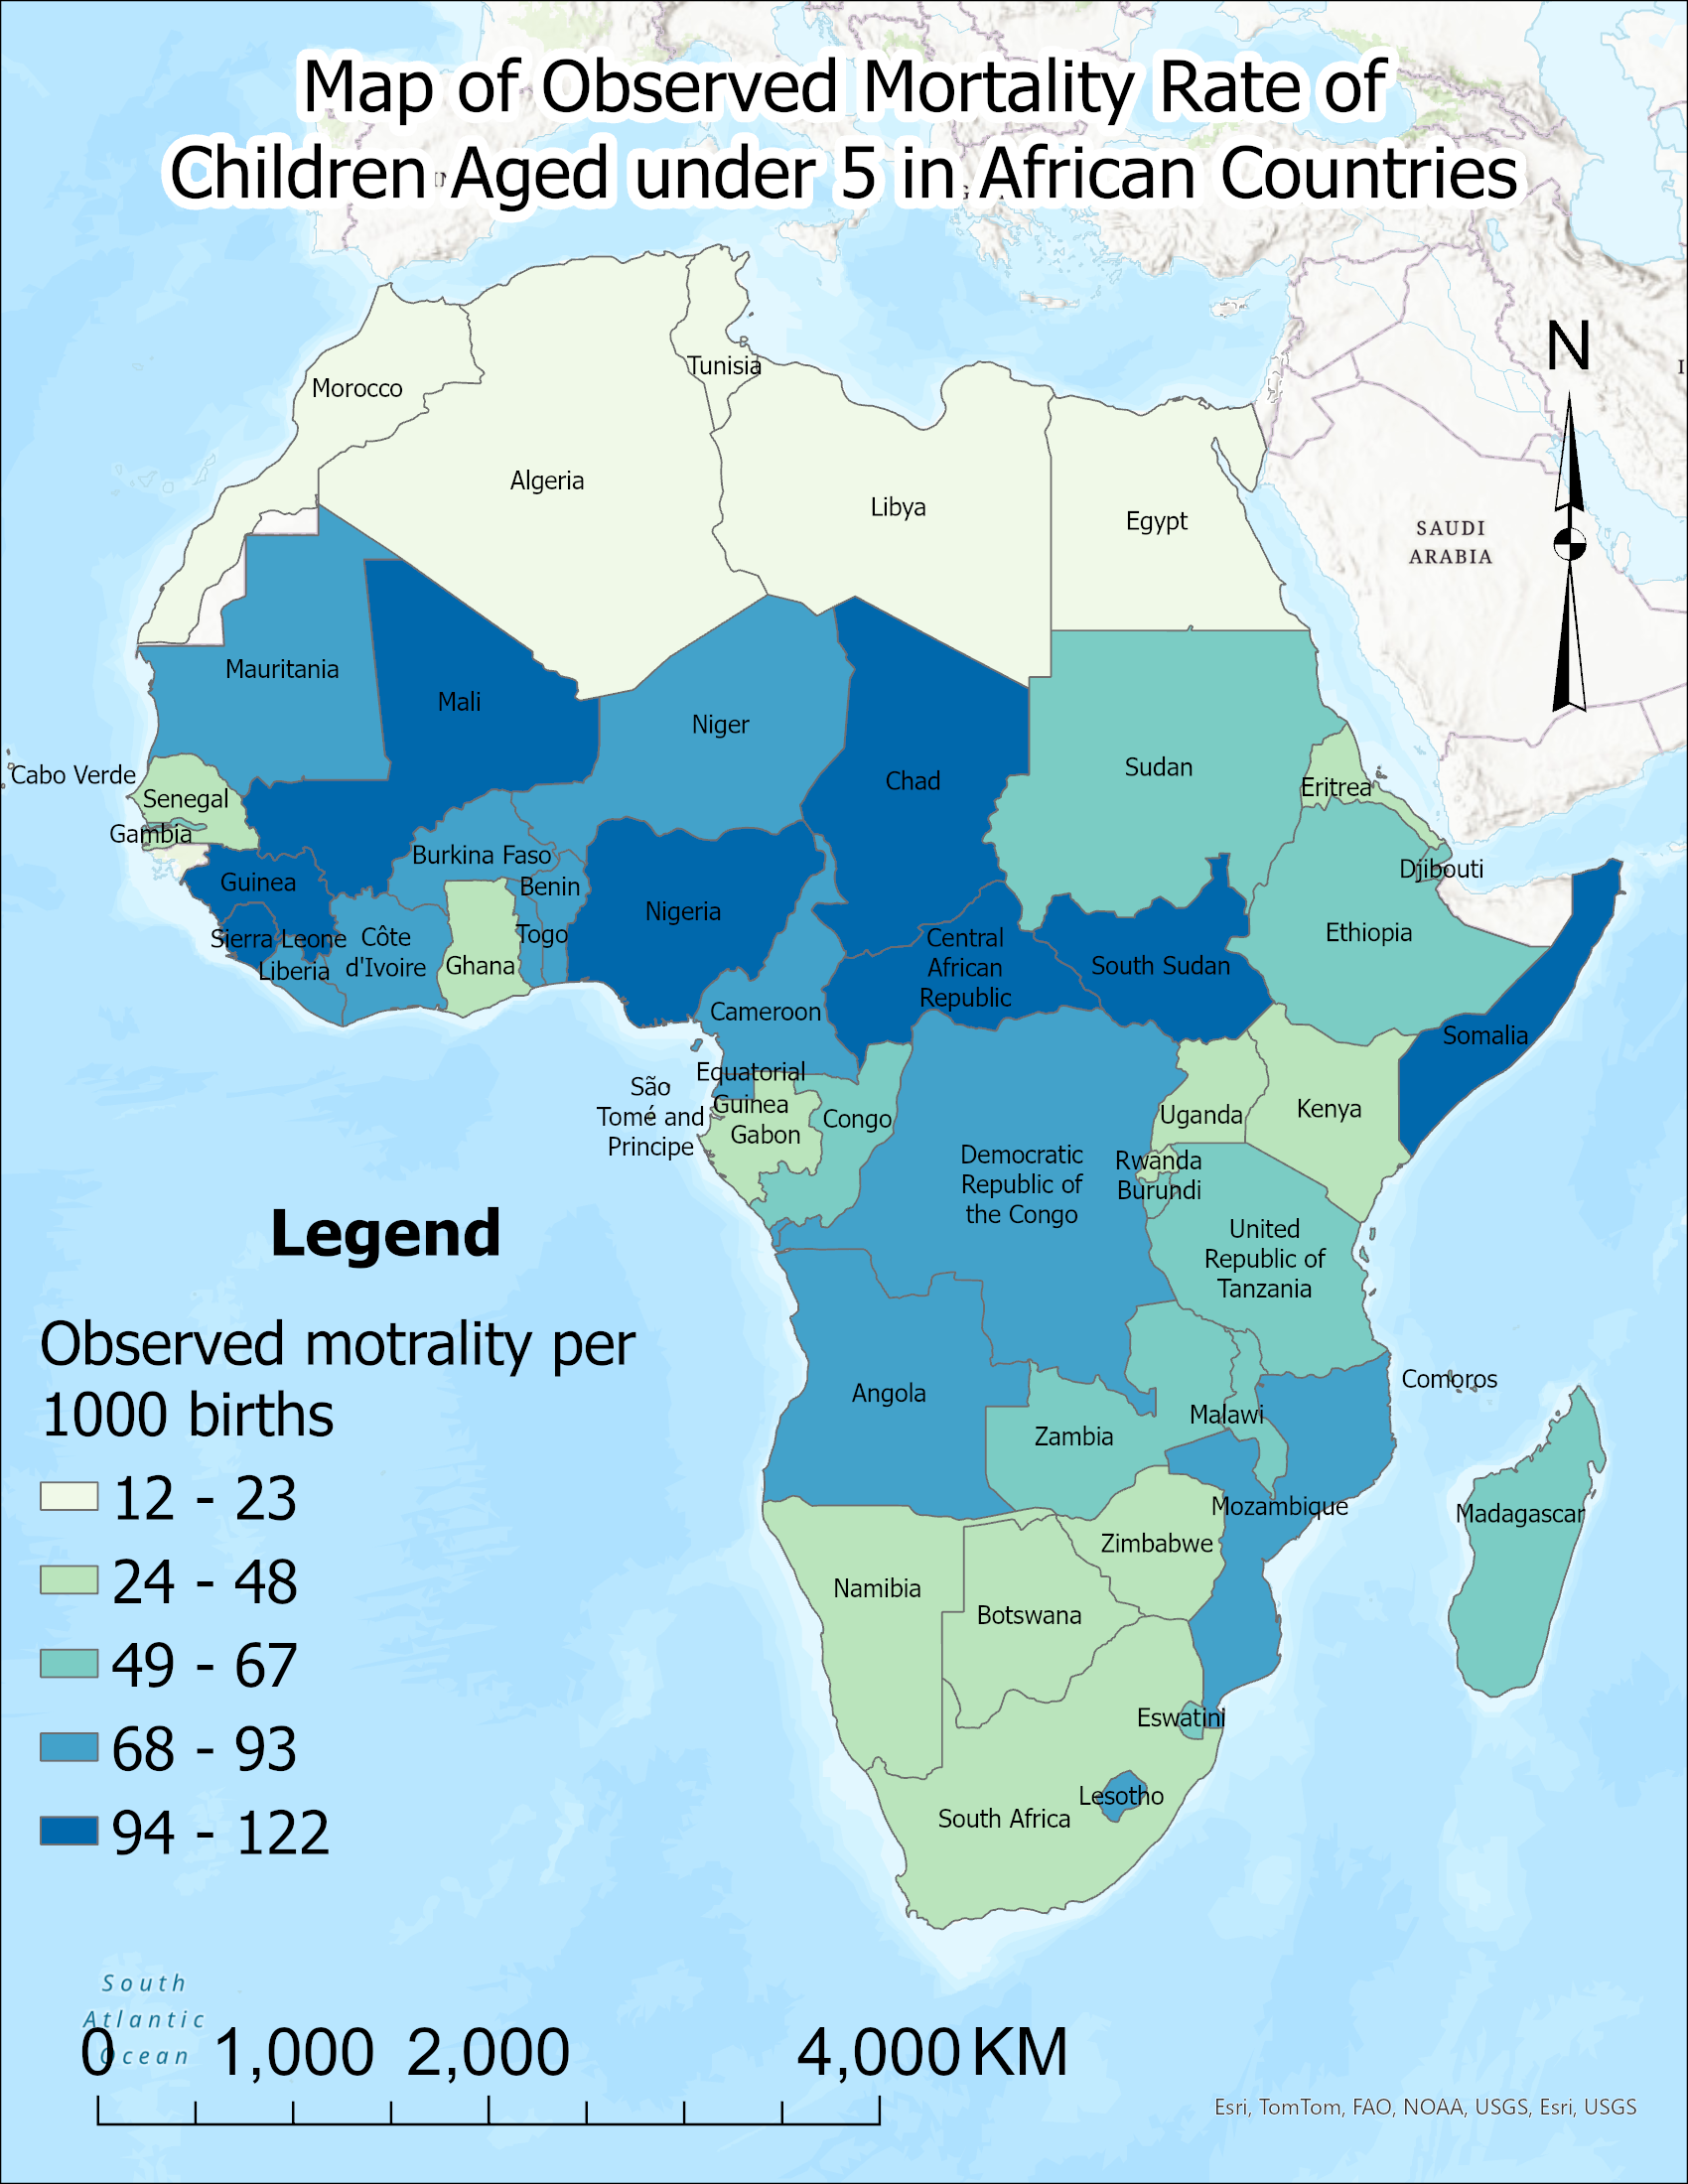 Map of Observed Mortality Rate of
Children Aged under 5 in African Countries
N
Tunisia
Morocco
Algeria
Libya
Egypt
SAUDI
ARABIA
Mauritania
Mali
Niger
Chad
Sudan
Cabo Verde
Senegal
Eritrea
Gambia
Burkina Faso
Djibouti
Guinea
Benin
Nigeria
Ethiopia
Sierra Leone
Côte
d'Ivoire
Togo
Liberia
Ghana
Central
African
Republic
South Sudan
Cameroon
Somalia
Equatorial
Guinea
São
Tomé and
Principe
Gabon
Congo
Uganda
Kenya
Democratic
Republic of
the Congo
Rwanda
Burundi
United
Republic of
Tanzania
Legend
Observed motrality per
1000 births
12 - 23
24 - 48
49 - 67
68 - 93
94 - 122
Angola
Comoros
Malawi
Zambia
Mozambique
Madagascar
Zimbabwe
Namibia
Botswana
Eswatini
Lesotho
South Africa
South
Atlantic
Ocean
0 1,000 2,000 4,000 KM
Esri, TomTom, FAO, NOAA, USGS, Esri, USGS